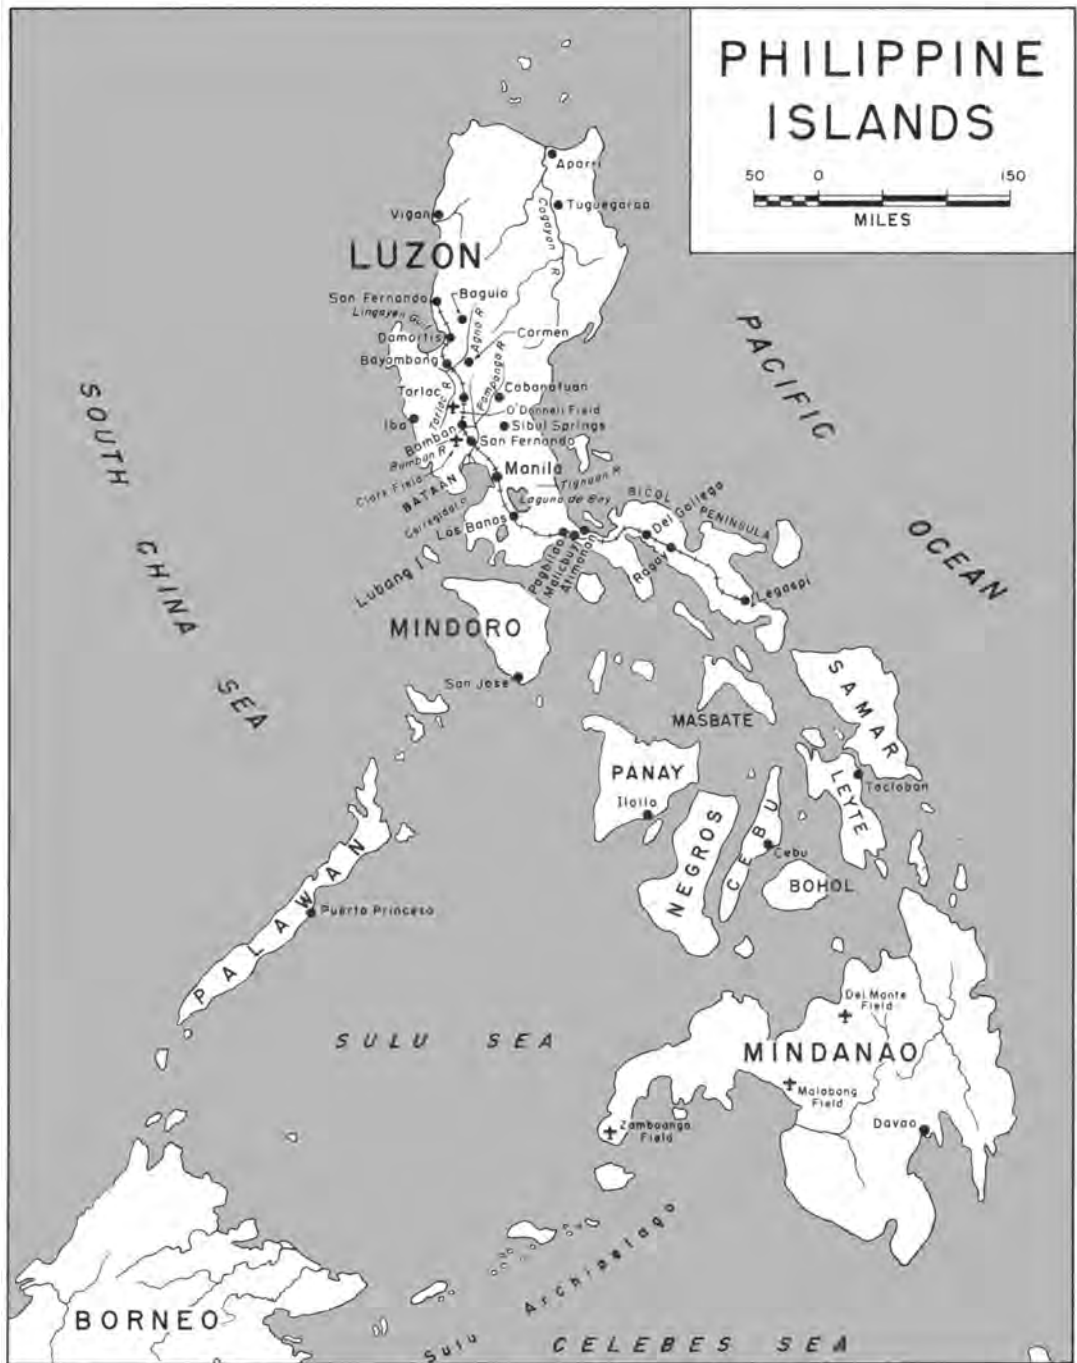 PHILIPPINE
ISLANDS
50 0 150
MILES
Aparri
Vigan
Tuguegarao
Cagayan R
LUZON
San Fernando
Baguio
Lingayen Gulf
Agno R
Damortis
Carmen
Bayambang
Pampanga R
Tarlac
Tarlac R
Cabanatuan
O'Donnell Field
Iba
Sibul Springs
Bamban
San Fernando
Bamban R
Clark Field
BATAAN
Manila
Tignuan R
Corregidor
Laguna de Bay
BICOL
PENINSULA
Los Banos
Del Gallego
Pagbilao
Malicbuy
Atimonan
Ragay
Lubang I
Legaspi
PACIFIC
OCEAN
SOUTH
CHINA
SEA
MINDORO
San Jose
SAMAR
MASBATE
PANAY
Iloilo
LEYTE
Tacloban
NEGROS
CEBU
Cebu
BOHOL
PALAWAN
Puerto Princesa
SULU SEA
Del Monte
Field
MINDANAO
Malabang
Field
Zamboanga
Field
Davao
Sulu Archipelago
BORNEO
CELEBES SEA